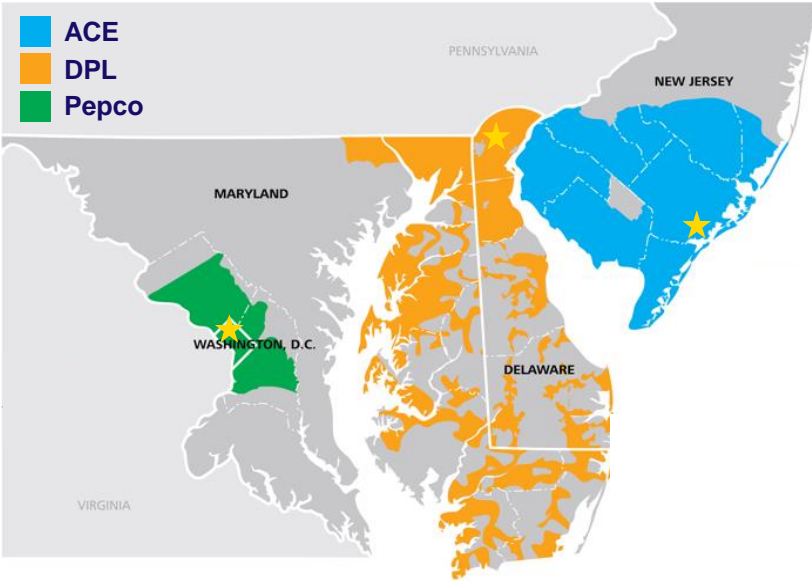 ACE
DPL
Pepco
PENNSYLVANIA
NEW JERSEY
MARYLAND
WASHINGTON, D.C.
DELAWARE
VIRGINIA